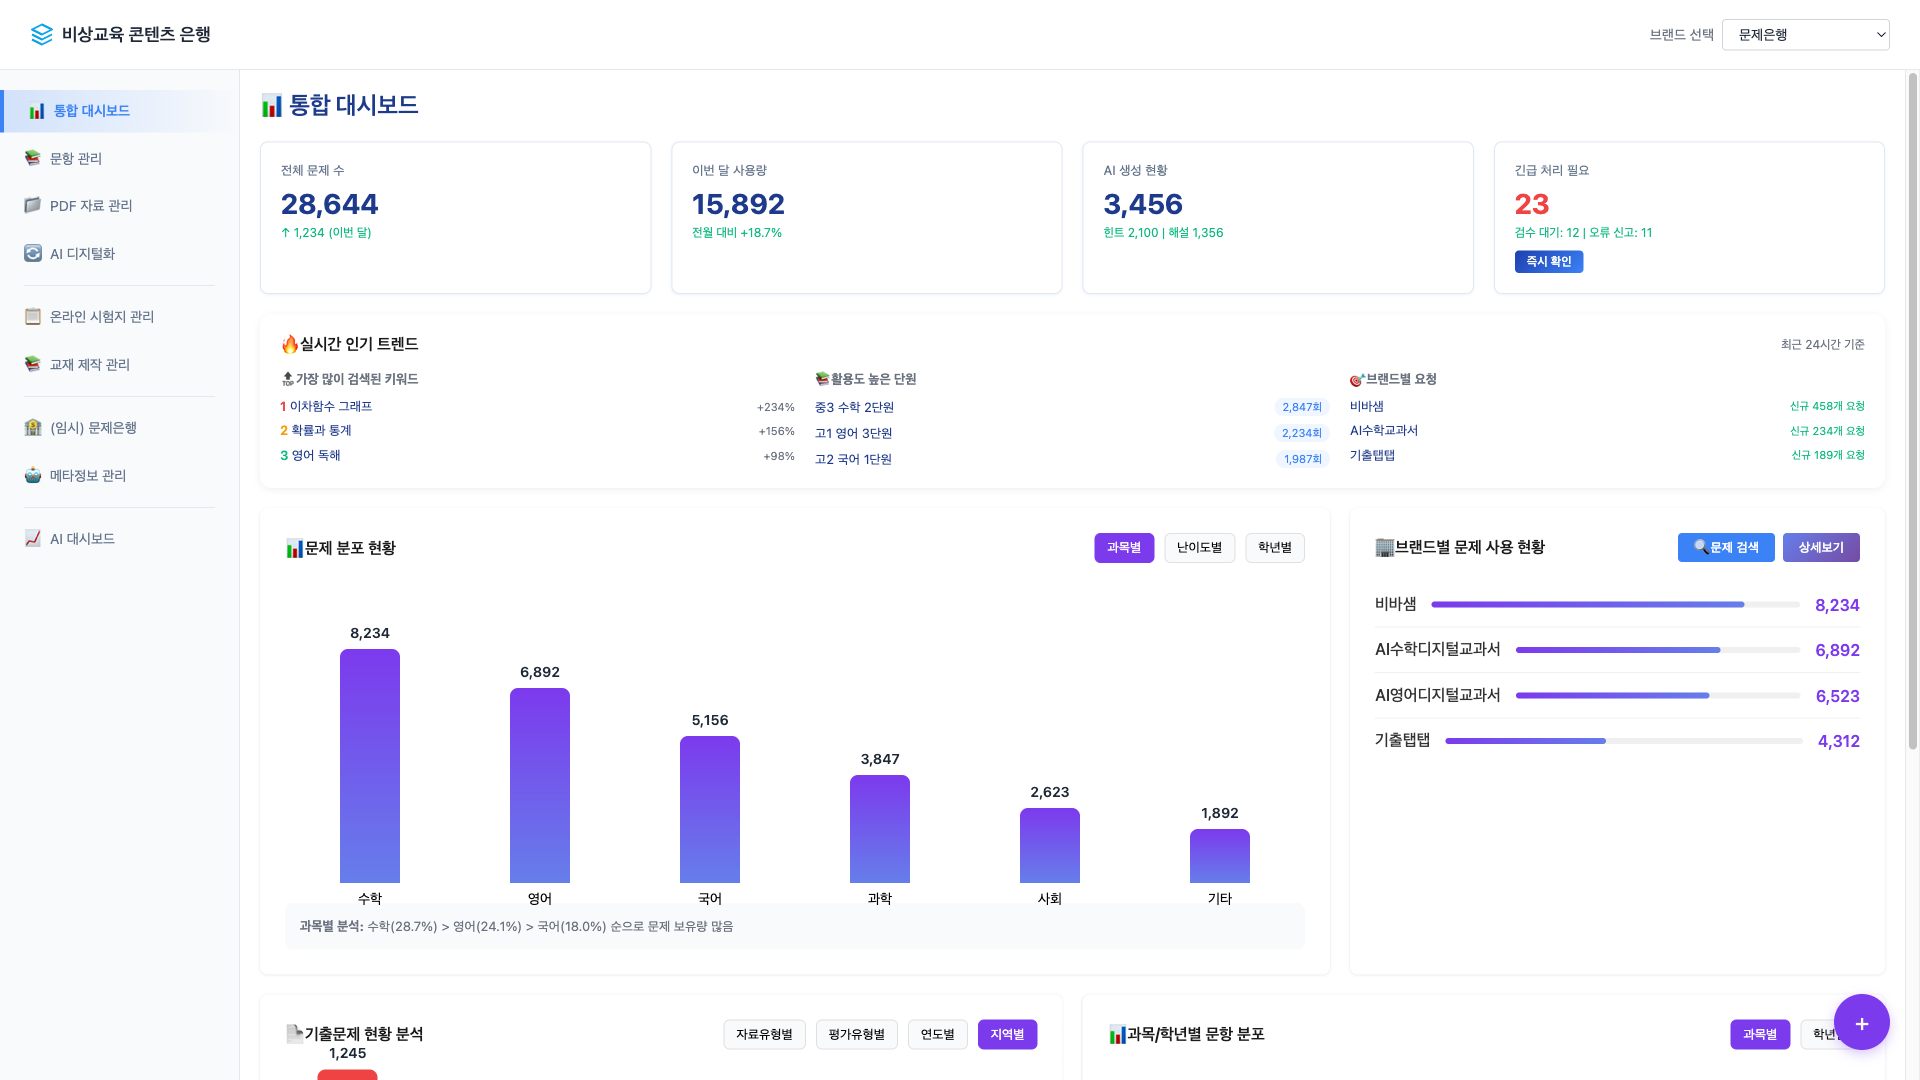 비상교육 콘텐츠 은행
브랜드 선택
문제은행
통합 대시보드
문항 관리
PDF 자료 관리
AI 디지털화
온라인 시험지 관리
교재 제작 관리
(임시) 문제은행
메타정보 관리
AI 대시보드
통합 대시보드
전체 문제 수
28,644
↑ 1,234 (이번 달)
이번 달 사용량
15,892
전월 대비 +18.7%
AI 생성 현황
3,456
힌트 2,100 | 해설 1,356
긴급 처리 필요
23
검수 대기: 12 | 오류 신고: 11
즉시 확인
🔥실시간 인기 트렌드
최근 24시간 기준
🔝가장 많이 검색된 키워드
1 이차함수 그래프 +234%
2 확률과 통계 +156%
3 영어 독해 +98%
📚활용도 높은 단원
중3 수학 2단원 2,847회
고1 영어 3단원 2,234회
고2 국어 1단원 1,987회
🎯브랜드별 요청
비바샘 신규 458개 요청
AI수학교과서 신규 234개 요청
기출탭탭 신규 189개 요청
📊문제 분포 현황
과목별 난이도별 학년별
8,234
6,892
5,156
3,847
2,623
1,892
수학 영어 국어 과학 사회 기타
과목별 분석: 수학(28.7%) > 영어(24.1%) > 국어(18.0%) 순으로 문제 보유량 많음
🏢브랜드별 문제 사용 현황
🔍문제 검색 상세보기
비바샘 8,234
AI수학디지털교과서 6,892
AI영어디지털교과서 6,523
기출탭탭 4,312
기출문제 현황 분석
자료유형별 평가유형별 연도별 지역별
1,245
📊과목/학년별 문항 분포
과목별 학년
+